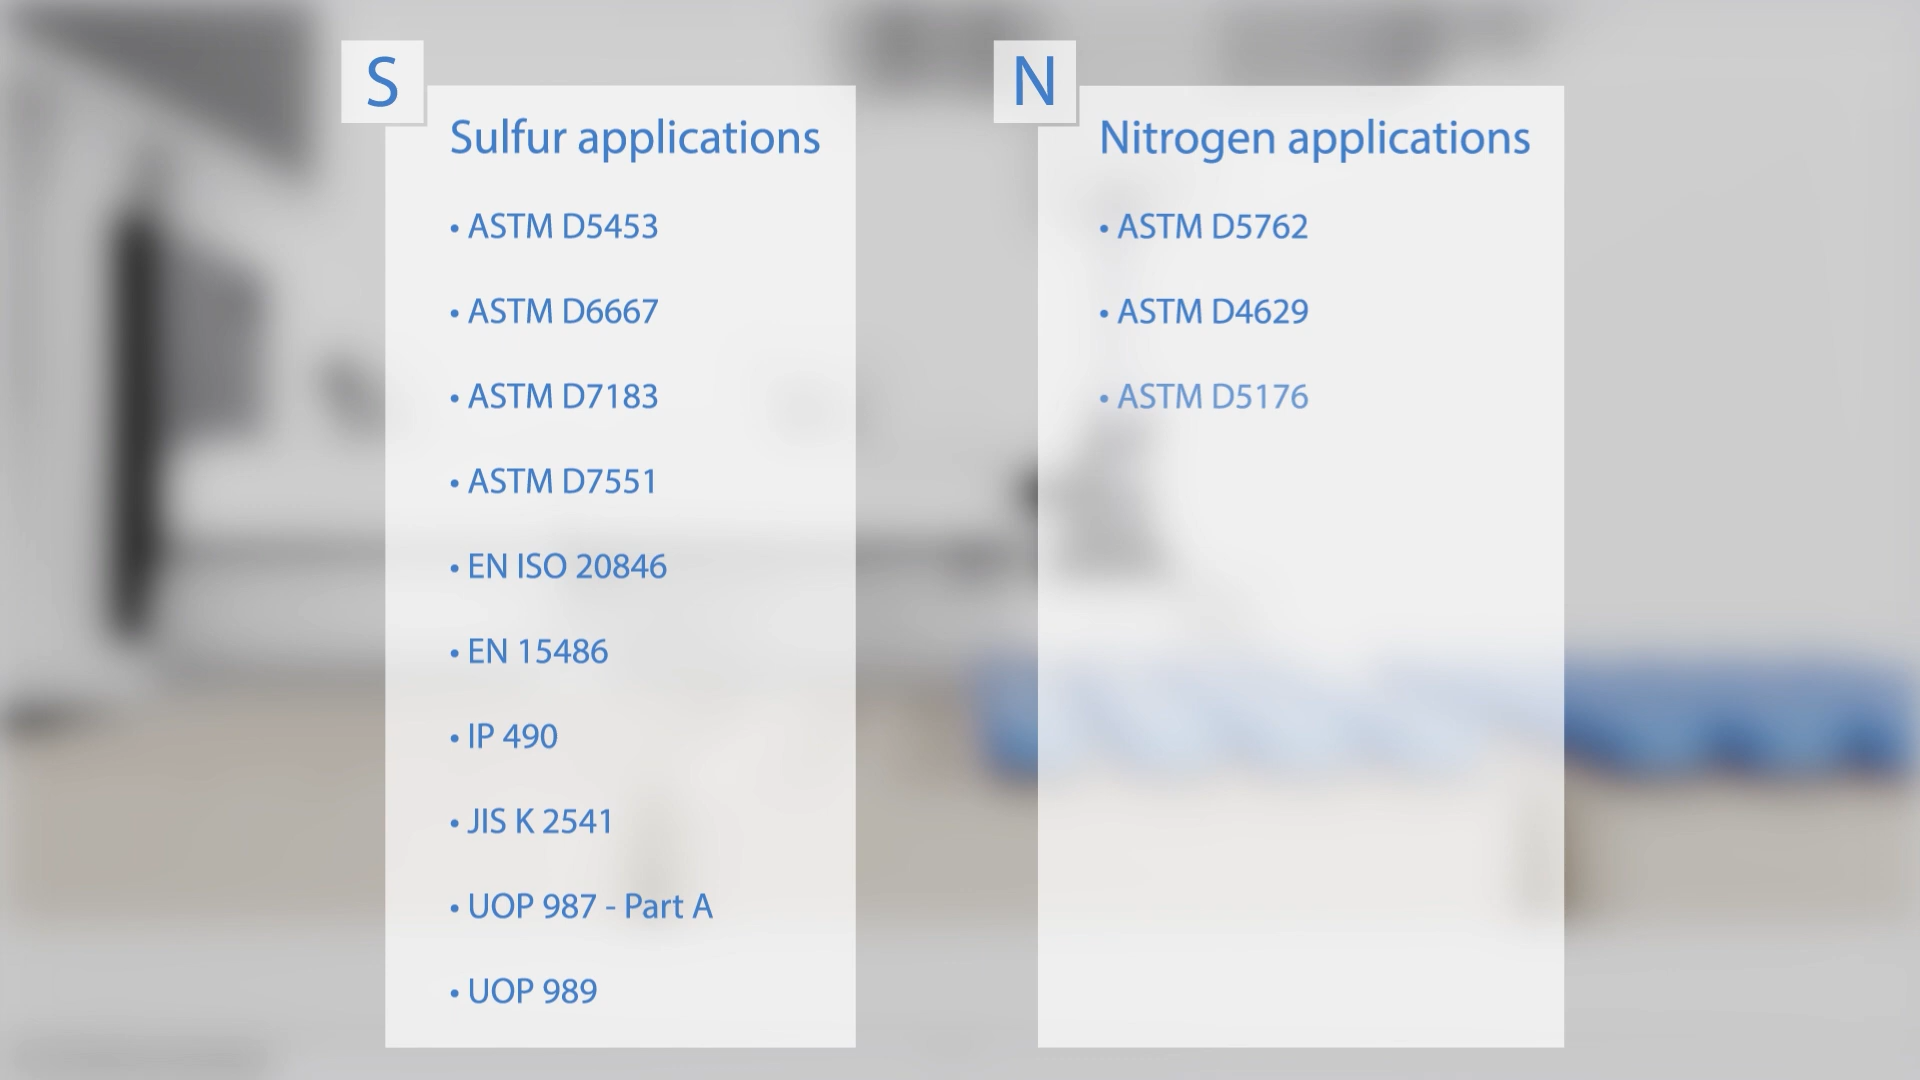 S
Sulfur applications
• ASTM D5453
• ASTM D6667
• ASTM D7183
• ASTM D7551
• EN ISO 20846
• EN 15486
• IP 490
• JIS K 2541
• UOP 987 - Part A
• UOP 989
N
Nitrogen applications
• ASTM D5762
• ASTM D4629
• ASTM D5176